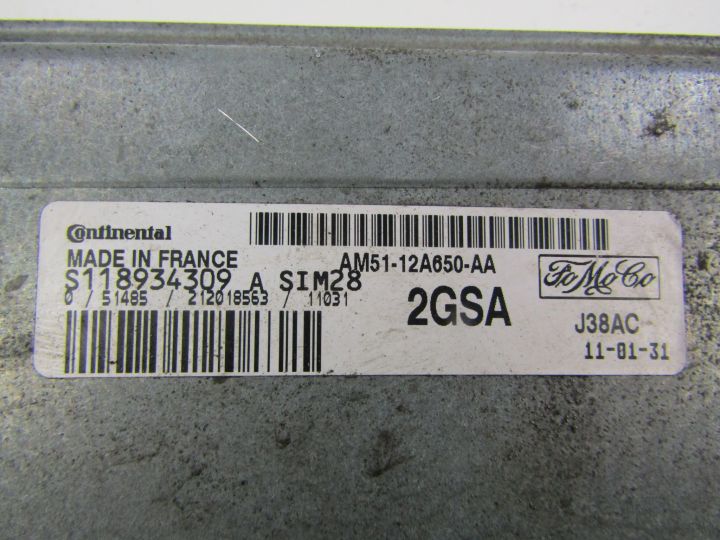 Continental
MADE IN FRANCE
S118934309 A SIM28
0 / 51485 / 212018563 / 11031
AM51-12A650-AA
2GSA
FoMoCo
J38AC
11-01-31